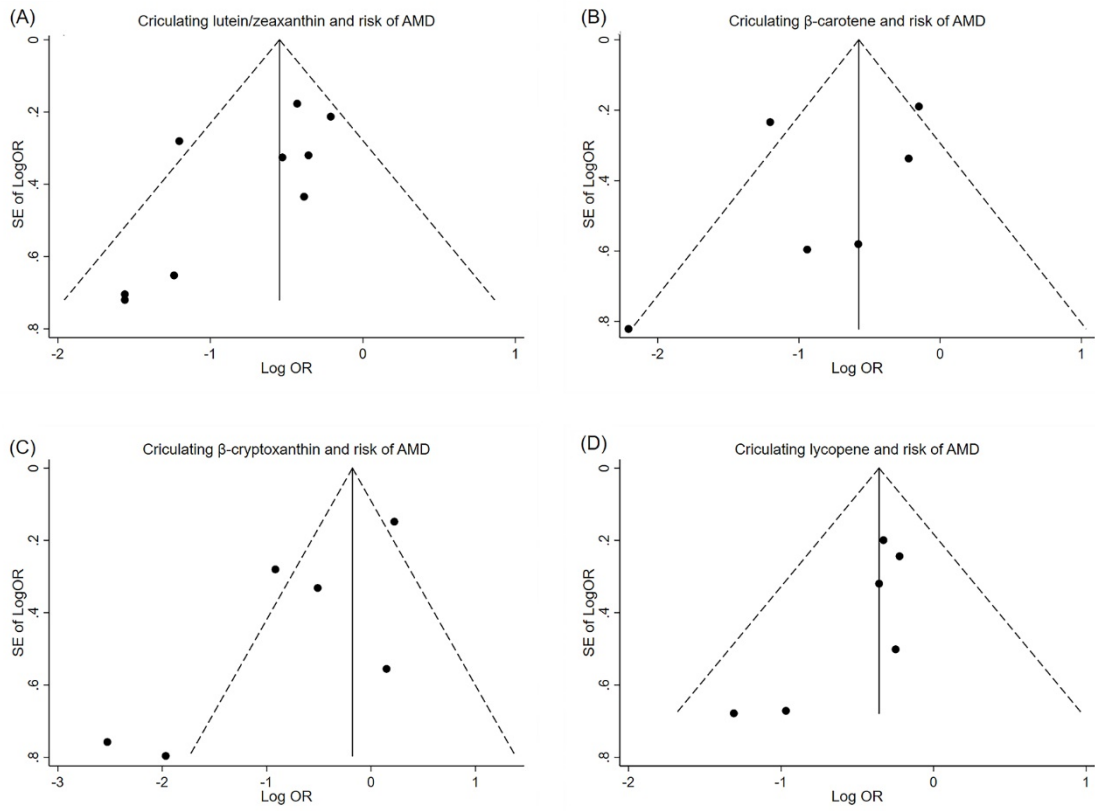 (A)
Criculating lutein/zeaxanthin and risk of AMD
0
.2
.4
.6
.8
SE of LogOR
-2
-1
0
1
Log OR
(B)
Criculating β-carotene and risk of AMD
0
.2
.4
.6
.8
SE of LogOR
-2
-1
0
1
Log OR
(C)
Criculating β-cryptoxanthin and risk of AMD
0
.2
.4
.6
.8
SE of LogOR
-3
-2
-1
0
1
Log OR
(D)
Criculating lycopene and risk of AMD
0
.2
.4
.6
.8
SE of LogOR
-2
-1
0
1
Log OR